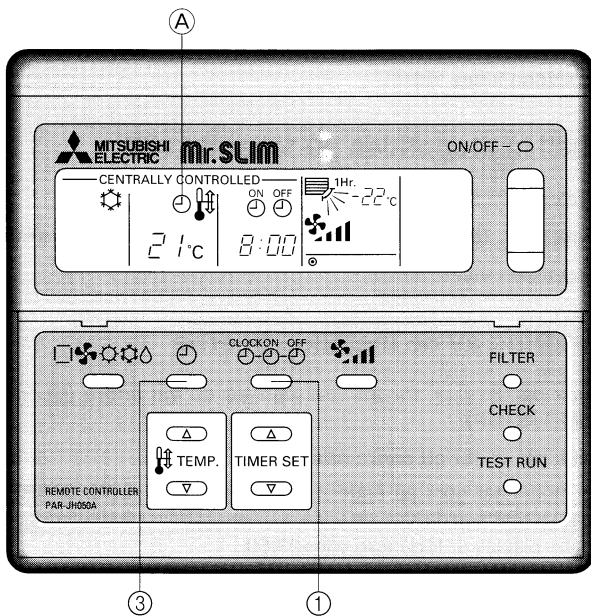 A
MITSUBISHI ELECTRIC Mr.SLIM
ON/OFF
CENTRALLY CONTROLLED
ON OFF
1Hr.
-22°C
21°C
8:00
CLOCK ON OFF
FILTER
CHECK
TEMP.
TIMER SET
TEST RUN
REMOTE CONTROLLER
PAR-JH050A
3
1